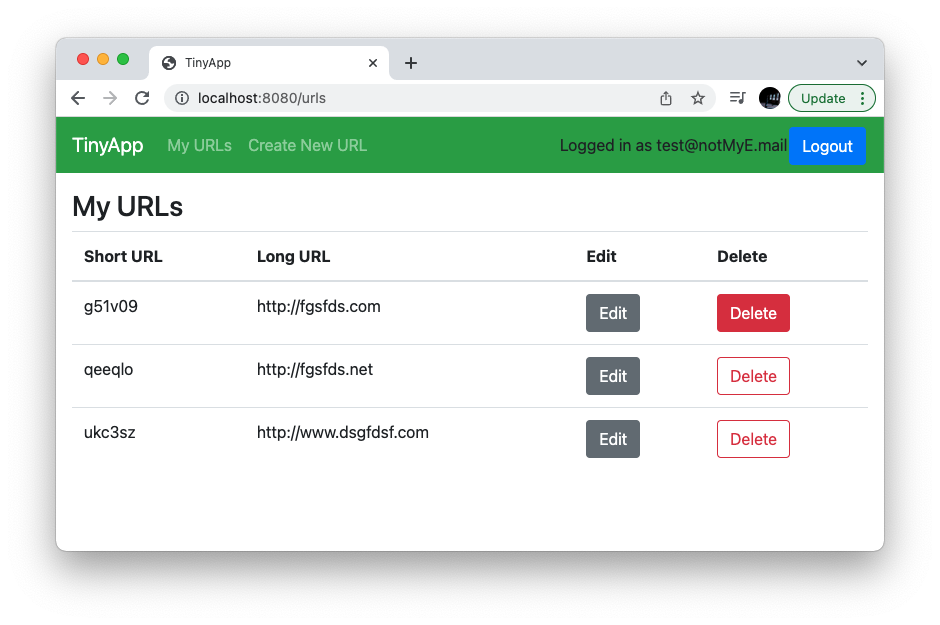 TinyApp
localhost:8080/urls
Update
TinyApp My URLs Create New URL Logged in as test@notMyE.mail Logout
My URLs
Short URL Long URL Edit Delete
g51v09 http://fgsfds.com Edit Delete
qeeqlo http://fgsfds.net Edit Delete
ukc3sz http://www.dsgfdsf.com Edit Delete